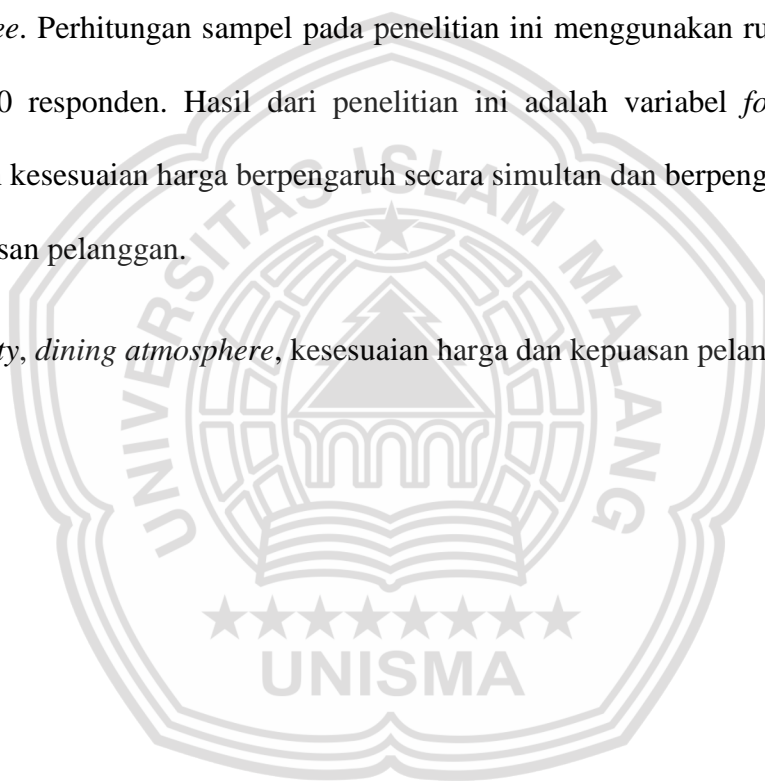 ee. Perhitungan sampel pada penelitian ini menggunakan ru
0 responden. Hasil dari penelitian ini adalah variabel fo
kesesuaian harga berpengaruh secara simultan dan berpeng
san pelanggan.
ty, dining atmosphere, kesesuaian harga dan kepuasan pelan
UNIVERSITAS ISLAM MALANG
UNISMA